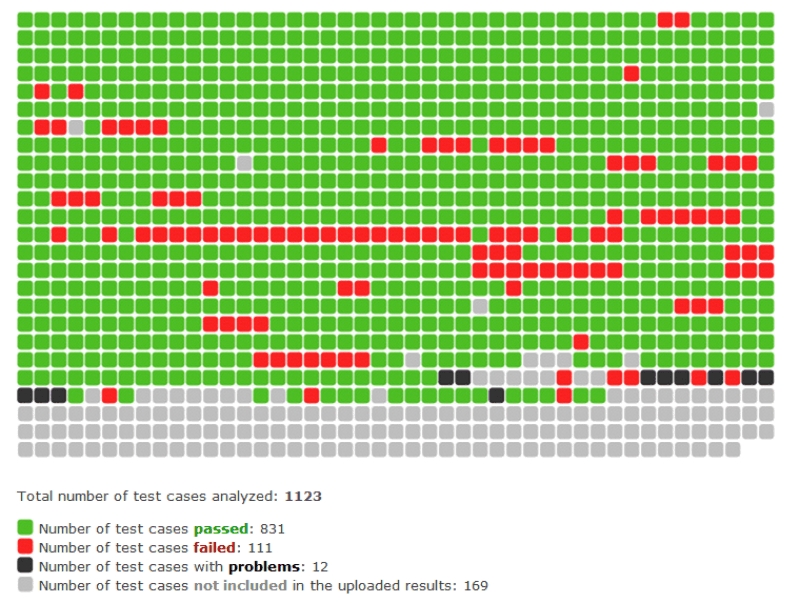 Total number of test cases analyzed: 1123
Number of test cases passed: 831
Number of test cases failed: 111
Number of test cases with problems: 12
Number of test cases not included in the uploaded results: 169